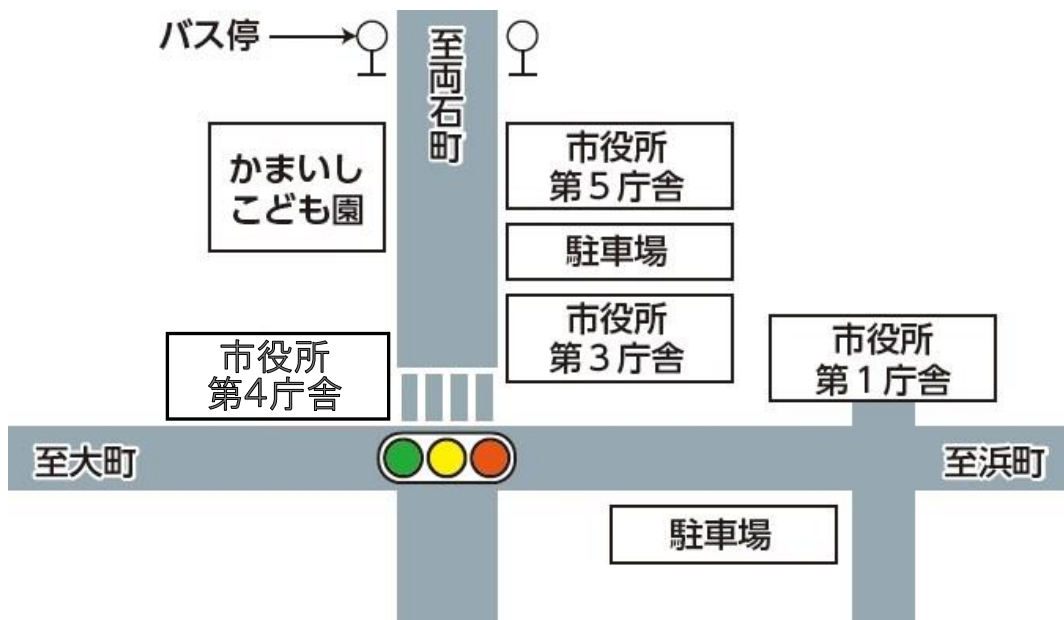 バス停
至両石町
かまいし
こども園
市役所
第5庁舎
駐車場
市役所
第3庁舎
市役所
第1庁舎
市役所
第4庁舎
至大町
至浜町
駐車場